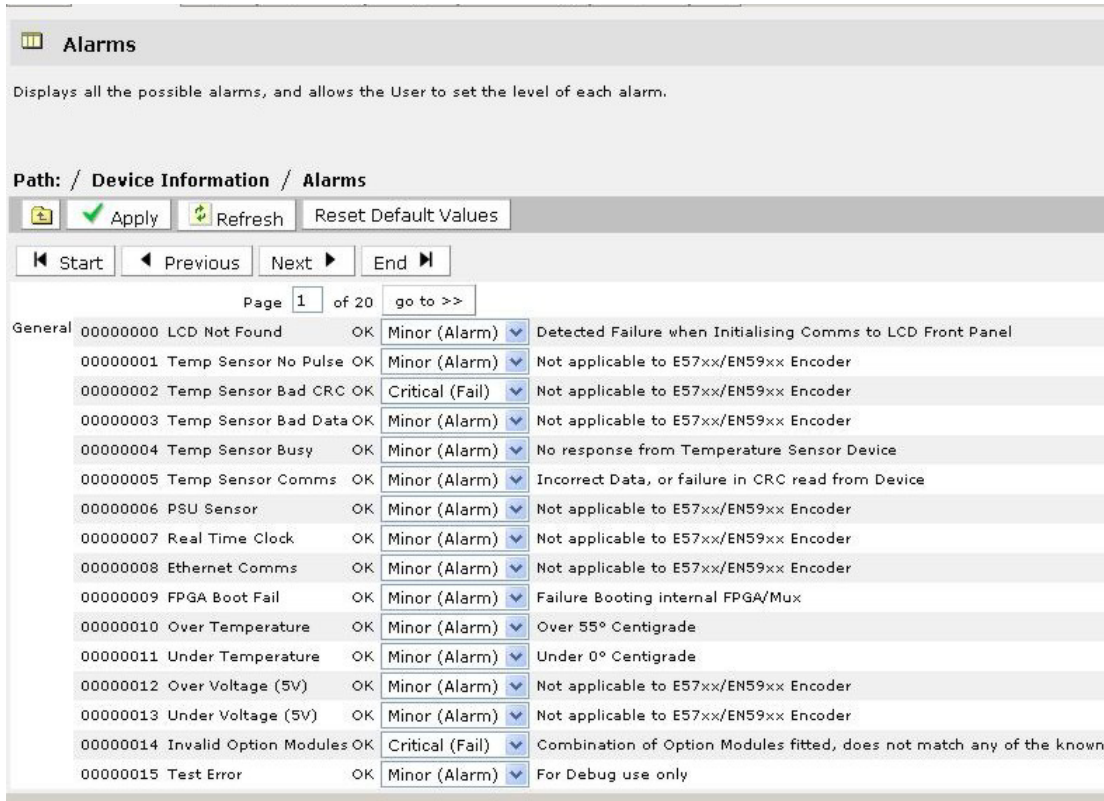 Alarms
Displays all the possible alarms, and allows the User to set the level of each alarm.
Path: / Device Information / Alarms
Apply Refresh Reset Default Values
Start Previous Next End
Page 1 of 20 go to >>
General 00000000 LCD Not Found OK Minor (Alarm) Detected Failure when Initialising Comms to LCD Front Panel
00000001 Temp Sensor No Pulse OK Minor (Alarm) Not applicable to E57xx/EN59xx Encoder
00000002 Temp Sensor Bad CRC OK Critical (Fail) Not applicable to E57xx/EN59xx Encoder
00000003 Temp Sensor Bad Data OK Minor (Alarm) Not applicable to E57xx/EN59xx Encoder
00000004 Temp Sensor Busy OK Minor (Alarm) No response from Temperature Sensor Device
00000005 Temp Sensor Comms OK Minor (Alarm) Incorrect Data, or failure in CRC read from Device
00000006 PSU Sensor OK Minor (Alarm) Not applicable to E57xx/EN59xx Encoder
00000007 Real Time Clock OK Minor (Alarm) Not applicable to E57xx/EN59xx Encoder
00000008 Ethernet Comms OK Minor (Alarm) Not applicable to E57xx/EN59xx Encoder
00000009 FPGA Boot Fail OK Minor (Alarm) Failure Booting internal FPGA/Mux
00000010 Over Temperature OK Minor (Alarm) Over 55º Centigrade
00000011 Under Temperature OK Minor (Alarm) Under 0º Centigrade
00000012 Over Voltage (5V) OK Minor (Alarm) Not applicable to E57xx/EN59xx Encoder
00000013 Under Voltage (5V) OK Minor (Alarm) Not applicable to E57xx/EN59xx Encoder
00000014 Invalid Option Modules OK Critical (Fail) Combination of Option Modules fitted, does not match any of the known
00000015 Test Error OK Minor (Alarm) For Debug use only